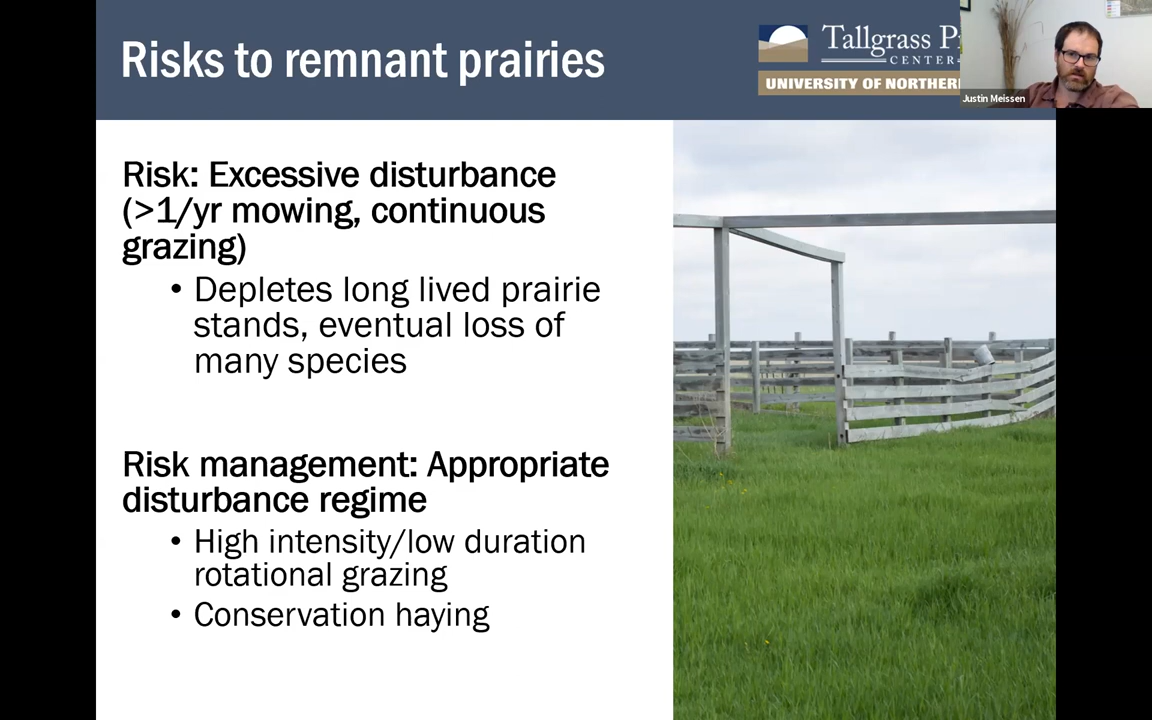 Risks to remnant prairies
Tallgrass P
CENTER
UNIVERSITY OF NORTHER
Justin Meissen
Risk: Excessive disturbance
(>1/yr mowing, continuous
grazing)
• Depletes long lived prairie
stands, eventual loss of
many species
Risk management: Appropriate
disturbance regime
• High intensity/low duration
rotational grazing
• Conservation haying